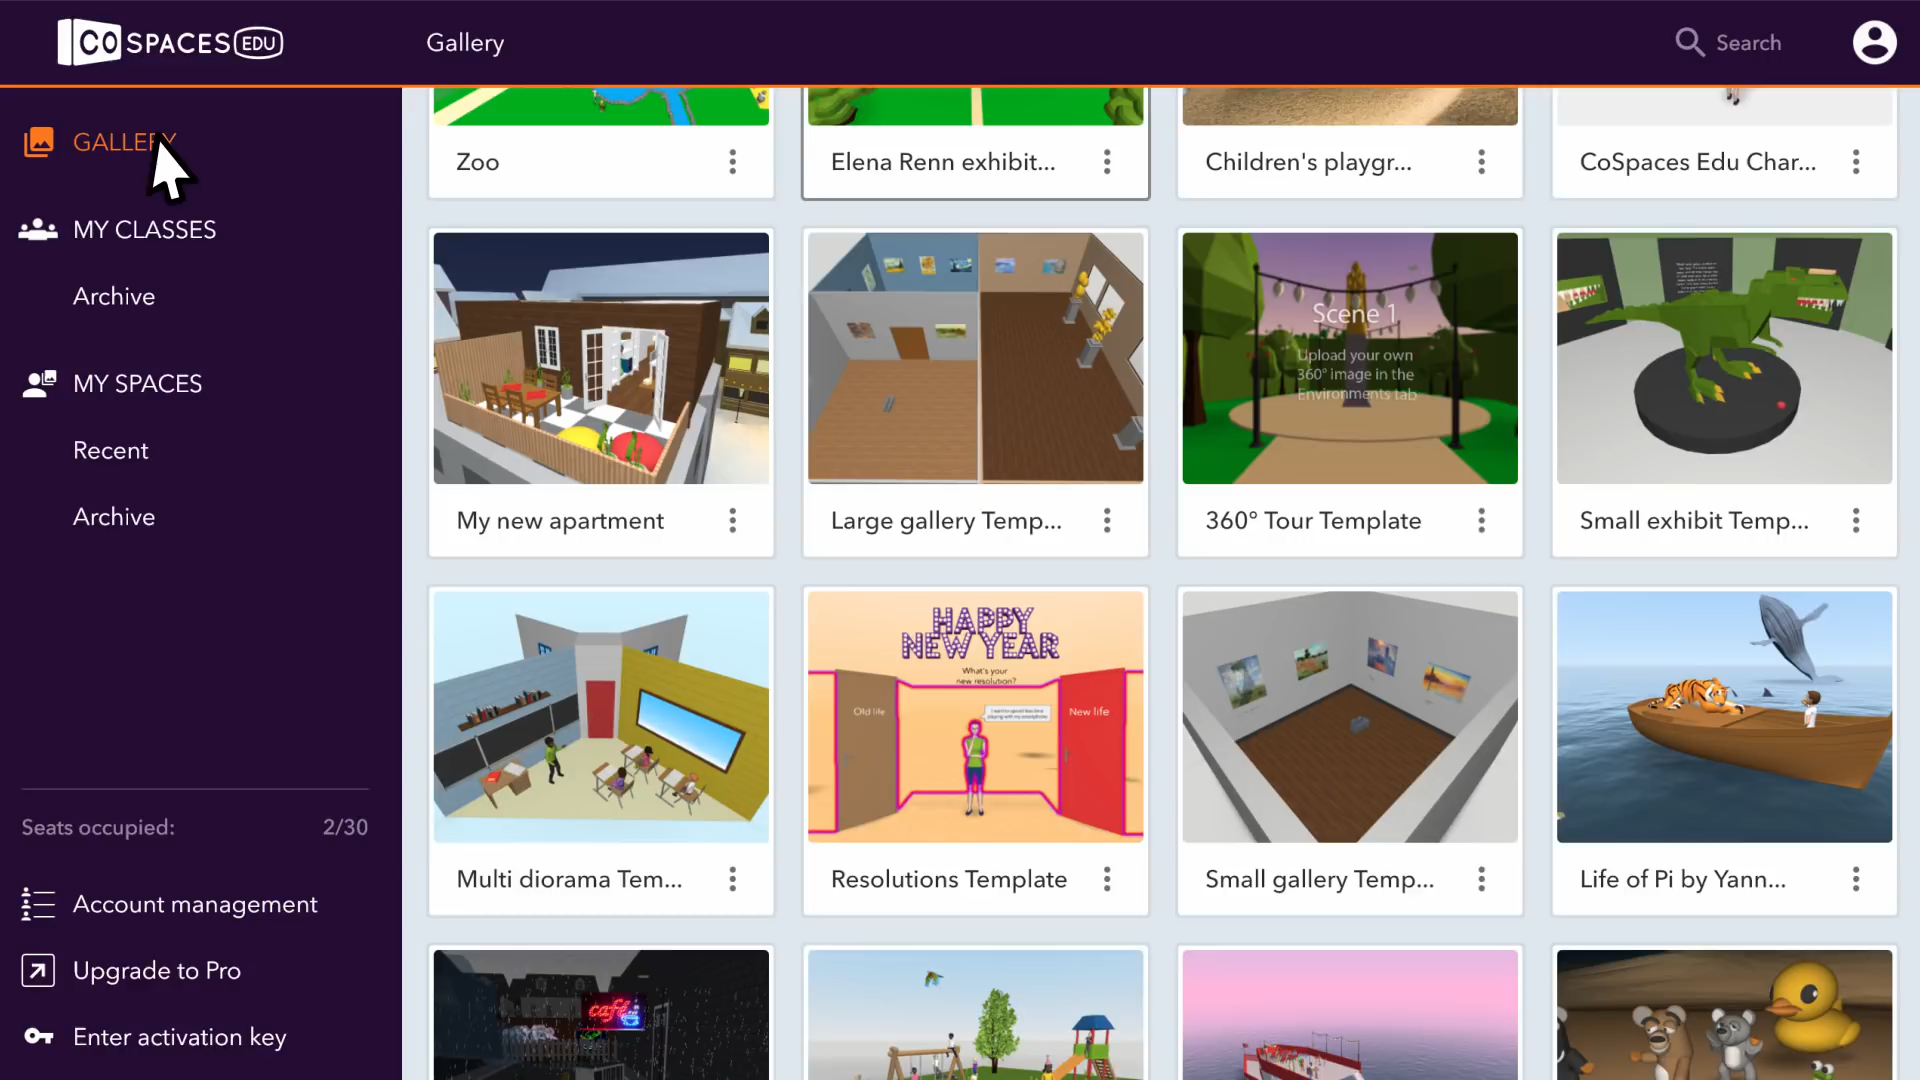 CO SPACES EDU
Gallery
Search
GALLERY
MY CLASSES
Archive
MY SPACES
Recent
Archive
Seats occupied: 2/30
Account management
Upgrade to Pro
Enter activation key
Zoo
Elena Renn exhibit...
Children's playgr...
CoSpaces Edu Char...
Scene 1
Upload your own
360° image in the
Environments tab
My new apartment
Large gallery Temp...
360° Tour Template
Small exhibit Temp...
HAPPY
NEW YEAR
What's your
new resolution?
Old life
New life
Multi diorama Tem...
Resolutions Template
Small gallery Temp...
Life of Pi by Yann...
café